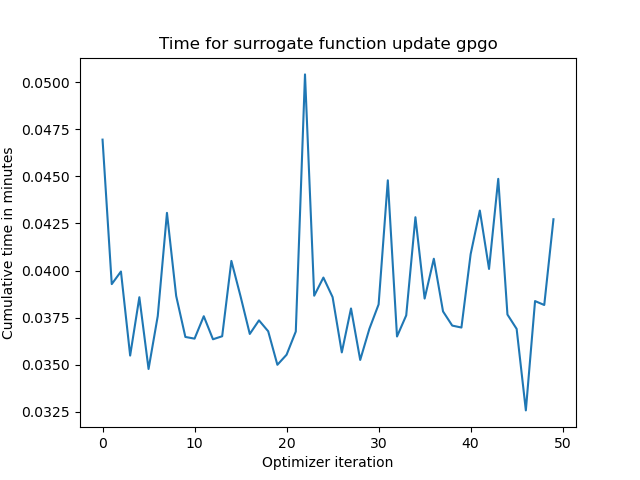 Time for surrogate function update gpgo
Cumulative time in minutes
0.0500
0.0475
0.0450
0.0425
0.0400
0.0375
0.0350
0.0325
0 10 20 30 40 50
Optimizer iteration